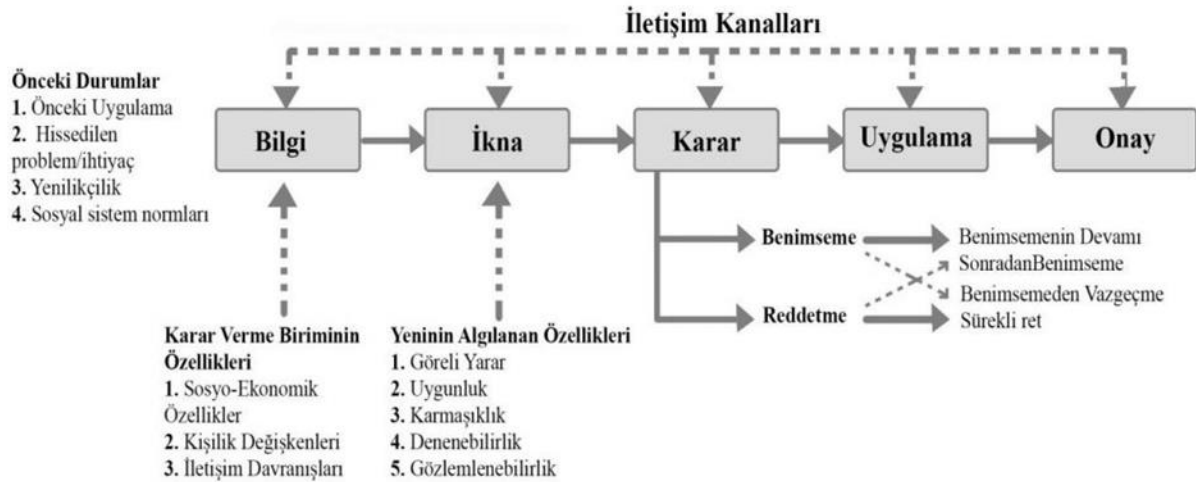 İletişim Kanalları
Önceki Durumlar
1. Önceki Uygulama
2. Hissedilen
problem/ihtiyaç
3. Yenilikçilik
4. Sosyal sistem normları
Bilgi
İkna
Karar
Uygulama
Onay
Benimseme
Reddetme
Benimsemenin Devamı
SonradanBenimseme
Benimsemeden Vazgeçme
Sürekli ret
Karar Verme Biriminin
Özellikleri
1. Sosyo-Ekonomik
Özellikler
2. Kişilik Değişkenleri
3. İletişim Davranışları
Yeninin Algılanan Özellikleri
1. Göreli Yarar
2. Uygunluk
3. Karmaşıklık
4. Denenebilirlik
5. Gözlemlenebilirlik